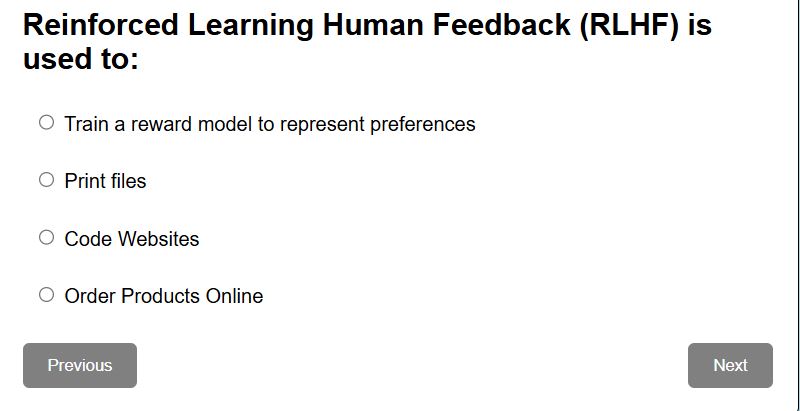 Reinforced Learning Human Feedback (RLHF) is
used to:
Train a reward model to represent preferences
Print files
Code Websites
Order Products Online
Previous
Next